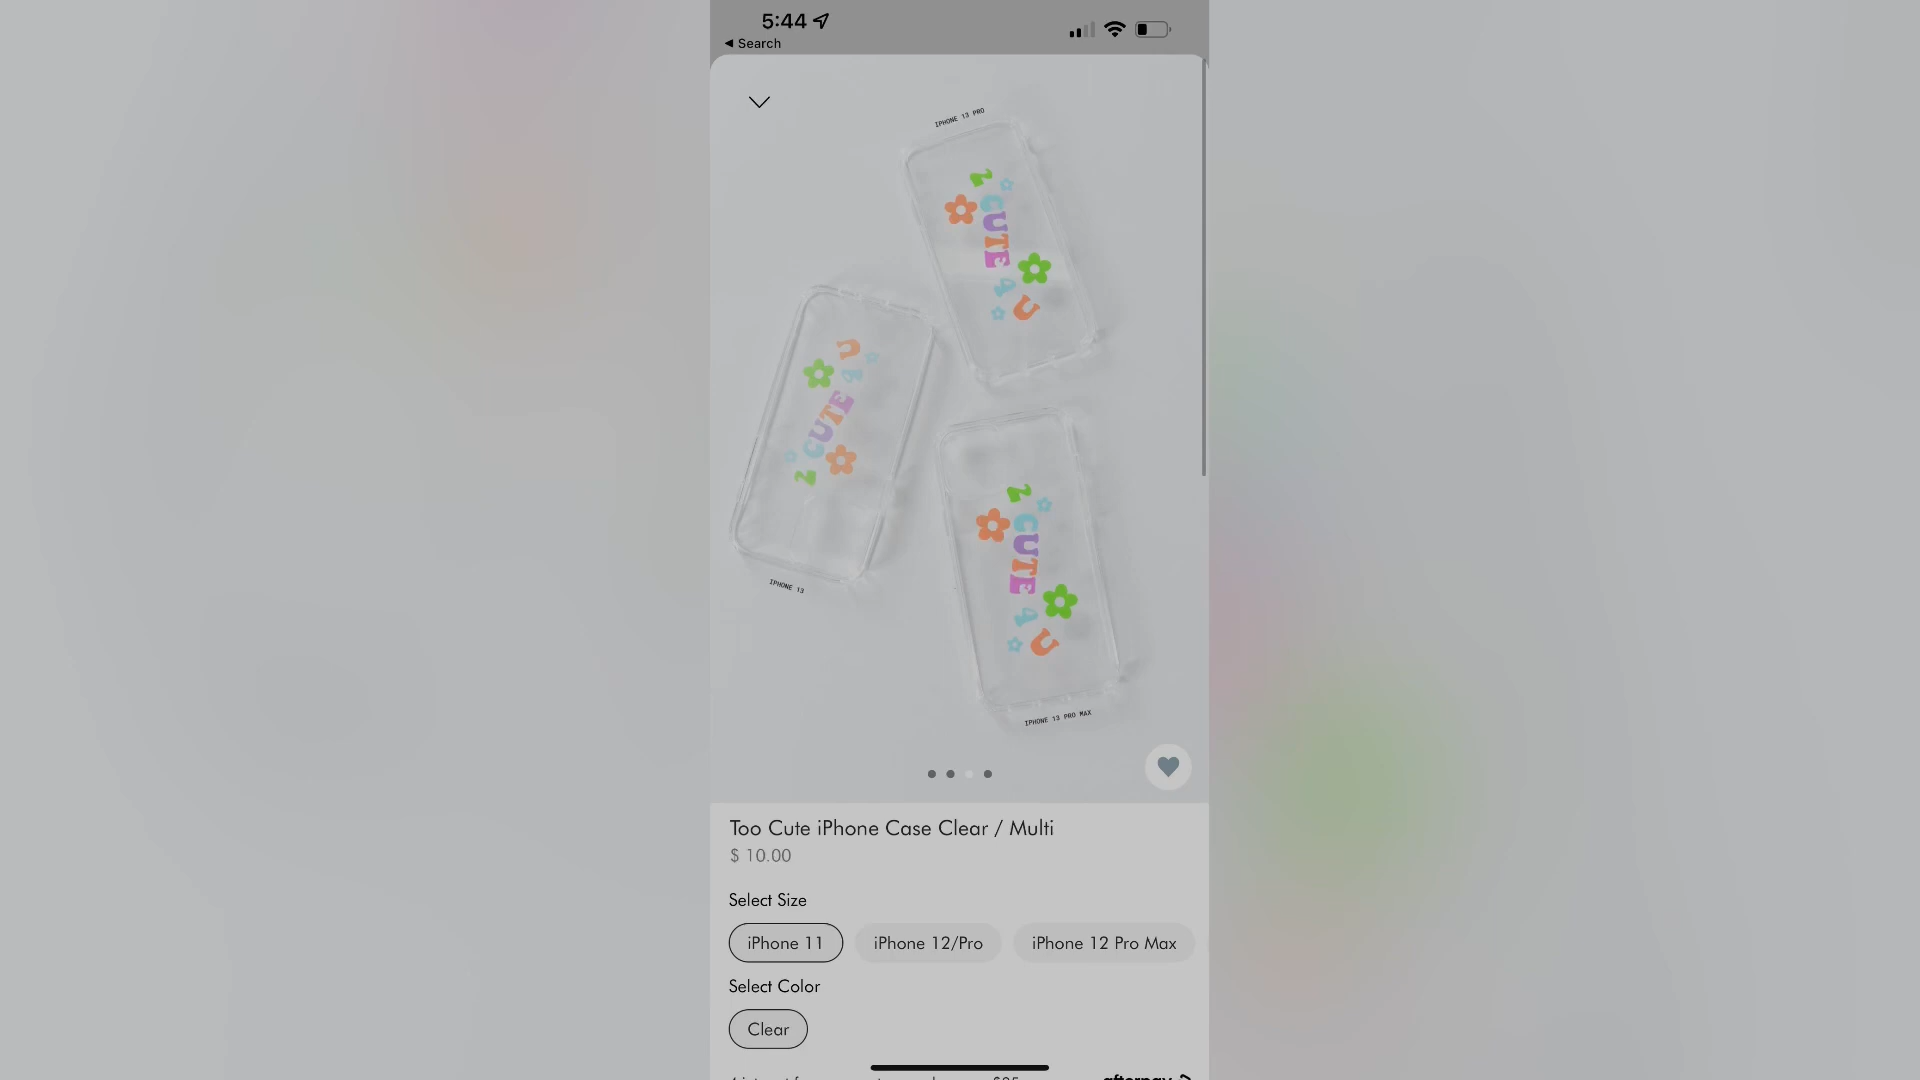 5:44
Search
IPHONE 13 PRO
2 CUTE 4 U
2 CUTE 4 U
IPHONE 13
2 CUTE 4 U
IPHONE 13 PRO MAX
Too Cute iPhone Case Clear / Multi
$ 10.00
Select Size
iPhone 11 iPhone 12/Pro iPhone 12 Pro Max
Select Color
Clear